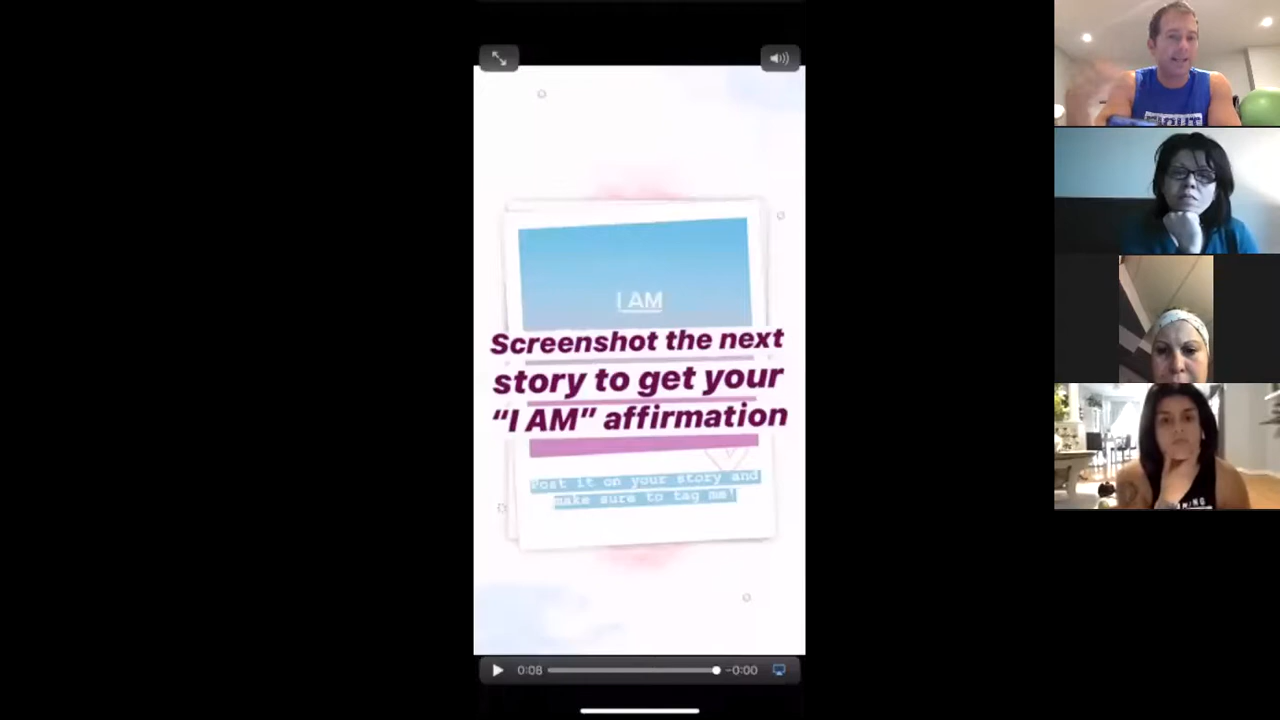 I AM
Screenshot the next
story to get your
“I AM” affirmation
Post it on your story and
make sure to tag me!
0:08
-0:00